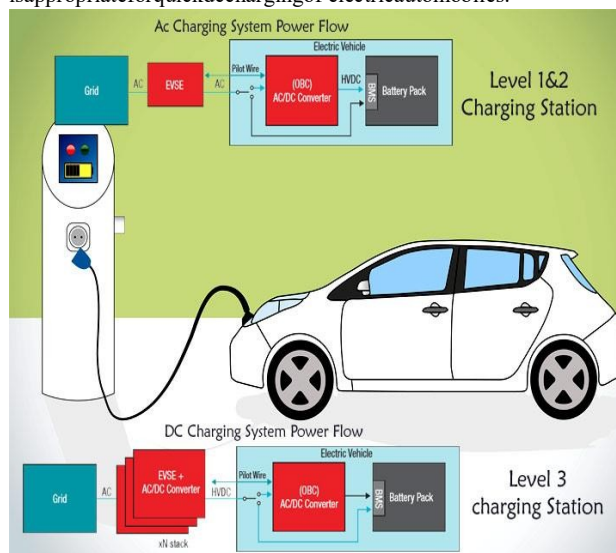 isappropriateforquickdechargingof electricautomobiles.
Ac Charging System Power Flow
Electric Vehicle
Grid
AC
EVSE
AC
Pilot Wire
(OBC)
AC/DC Converter
HVDC
BMS
Battery Pack
Level 1&2
Charging Station
DC Charging System Power Flow
Electric Vehicle
Grid
AC
EVSE +
AC/DC Converter
xN stack
HVDC
Pilot Wire
(OBC)
AC/DC Converter
BMS
Battery Pack
Level 3
charging Station